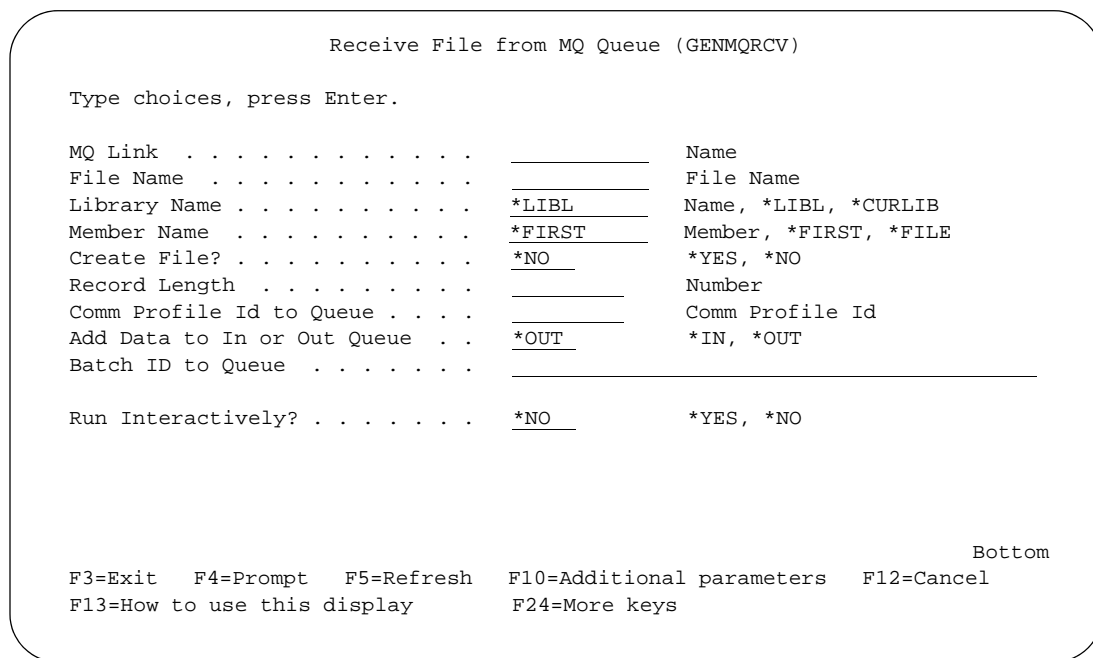 Receive File from MQ Queue (GENMQRCV)
Type choices, press Enter.
MQ Link . . . . . . . . . . . . Name
File Name . . . . . . . . . . . File Name
Library Name . . . . . . . . . . *LIBL Name, *LIBL, *CURLIB
Member Name . . . . . . . . . . *FIRST Member, *FIRST, *FILE
Create File? . . . . . . . . . . *NO *YES, *NO
Record Length . . . . . . . . . Number
Comm Profile Id to Queue . . . . Comm Profile Id
Add Data to In or Out Queue . . *OUT *IN, *OUT
Batch ID to Queue . . . . . . .
Run Interactively? . . . . . . . *NO *YES, *NO
Bottom
F3=Exit F4=Prompt F5=Refresh F10=Additional parameters F12=Cancel
F13=How to use this display F24=More keys